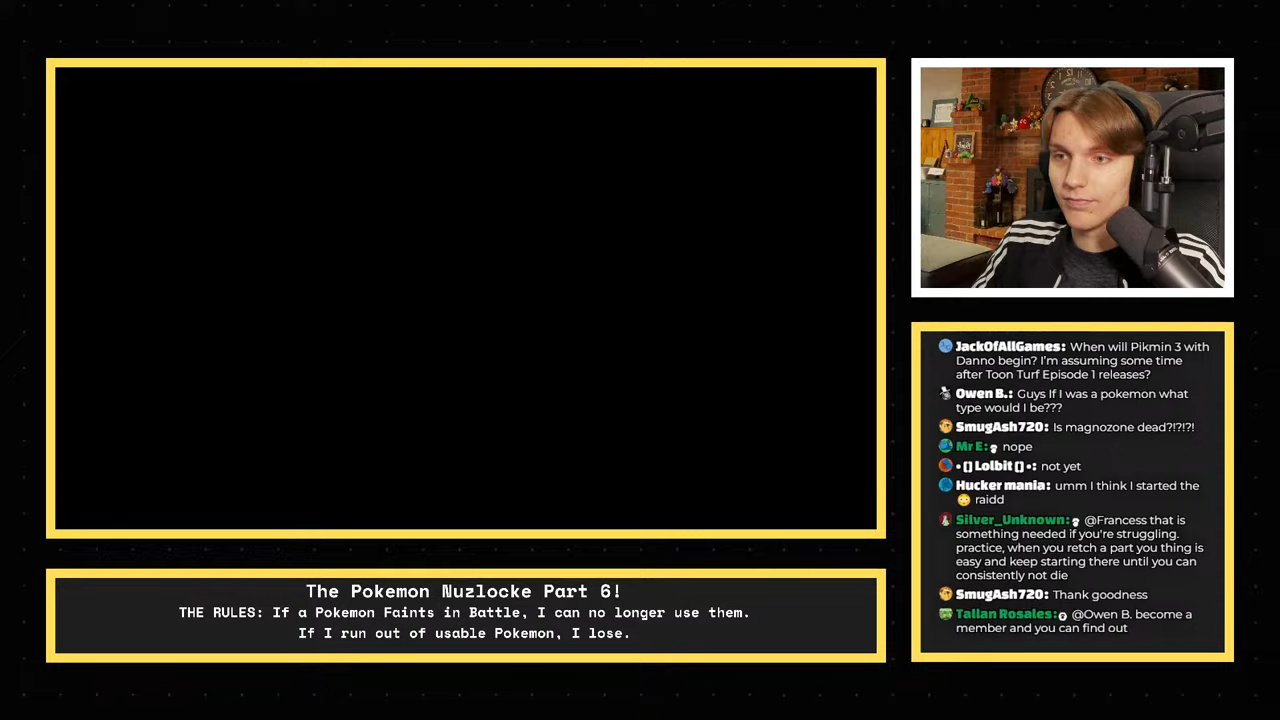 The Pokemon Nuzlocke Part 6!
THE RULES: If a Pokemon Faints in Battle, I can no longer use them.
If I run out of usable Pokemon, I lose.
JackOfAllGames: When will Pikmin 3 with
Danno begin? I'm assuming some time
after Toon Turf Episode 1 releases?
Owen B.: Guys If I was a pokemon what
type would I be???
SmugAsh720: Is magnozone dead?!?!?!
Mr E: nope
• () Lolbit () •: not yet
Hucker mania: umm I think I started the
😳 raidd
Silver_Unknown: @Francess that is
something needed if you're struggling.
practice, when you retch a part you thing is
easy and keep starting there until you can
consistently not die
SmugAsh720: Thank goodness
Tallan Rosales: @Owen B. become a
member and you can find out